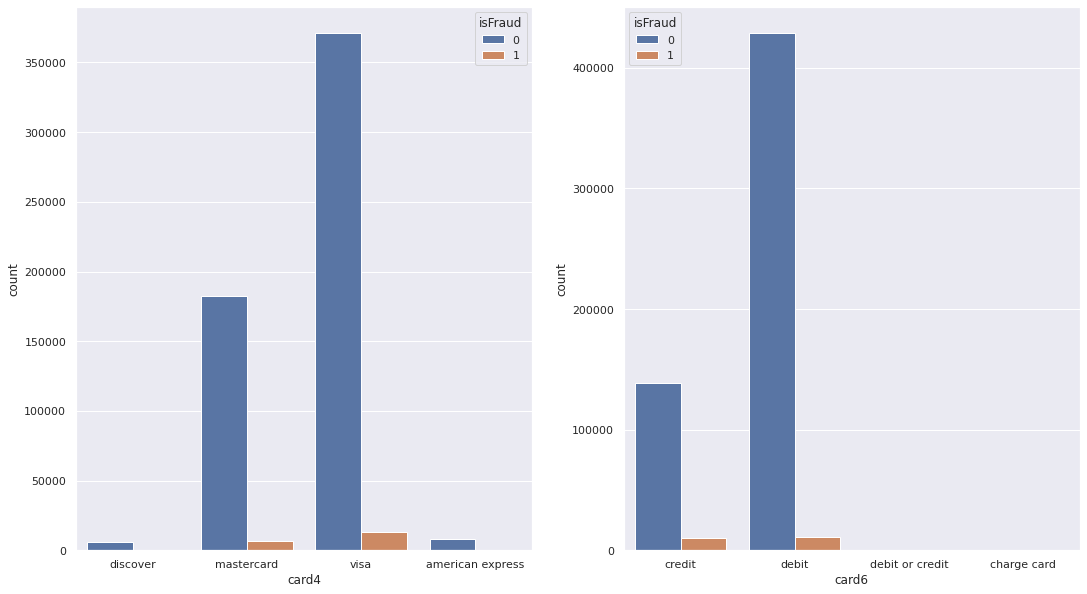 isFraud
0
1
350000
300000
250000
200000
150000
100000
50000
0
count
discover
mastercard
visa
american express
card4
isFraud
0
1
400000
300000
200000
100000
0
count
credit
debit
debit or credit
charge card
card6